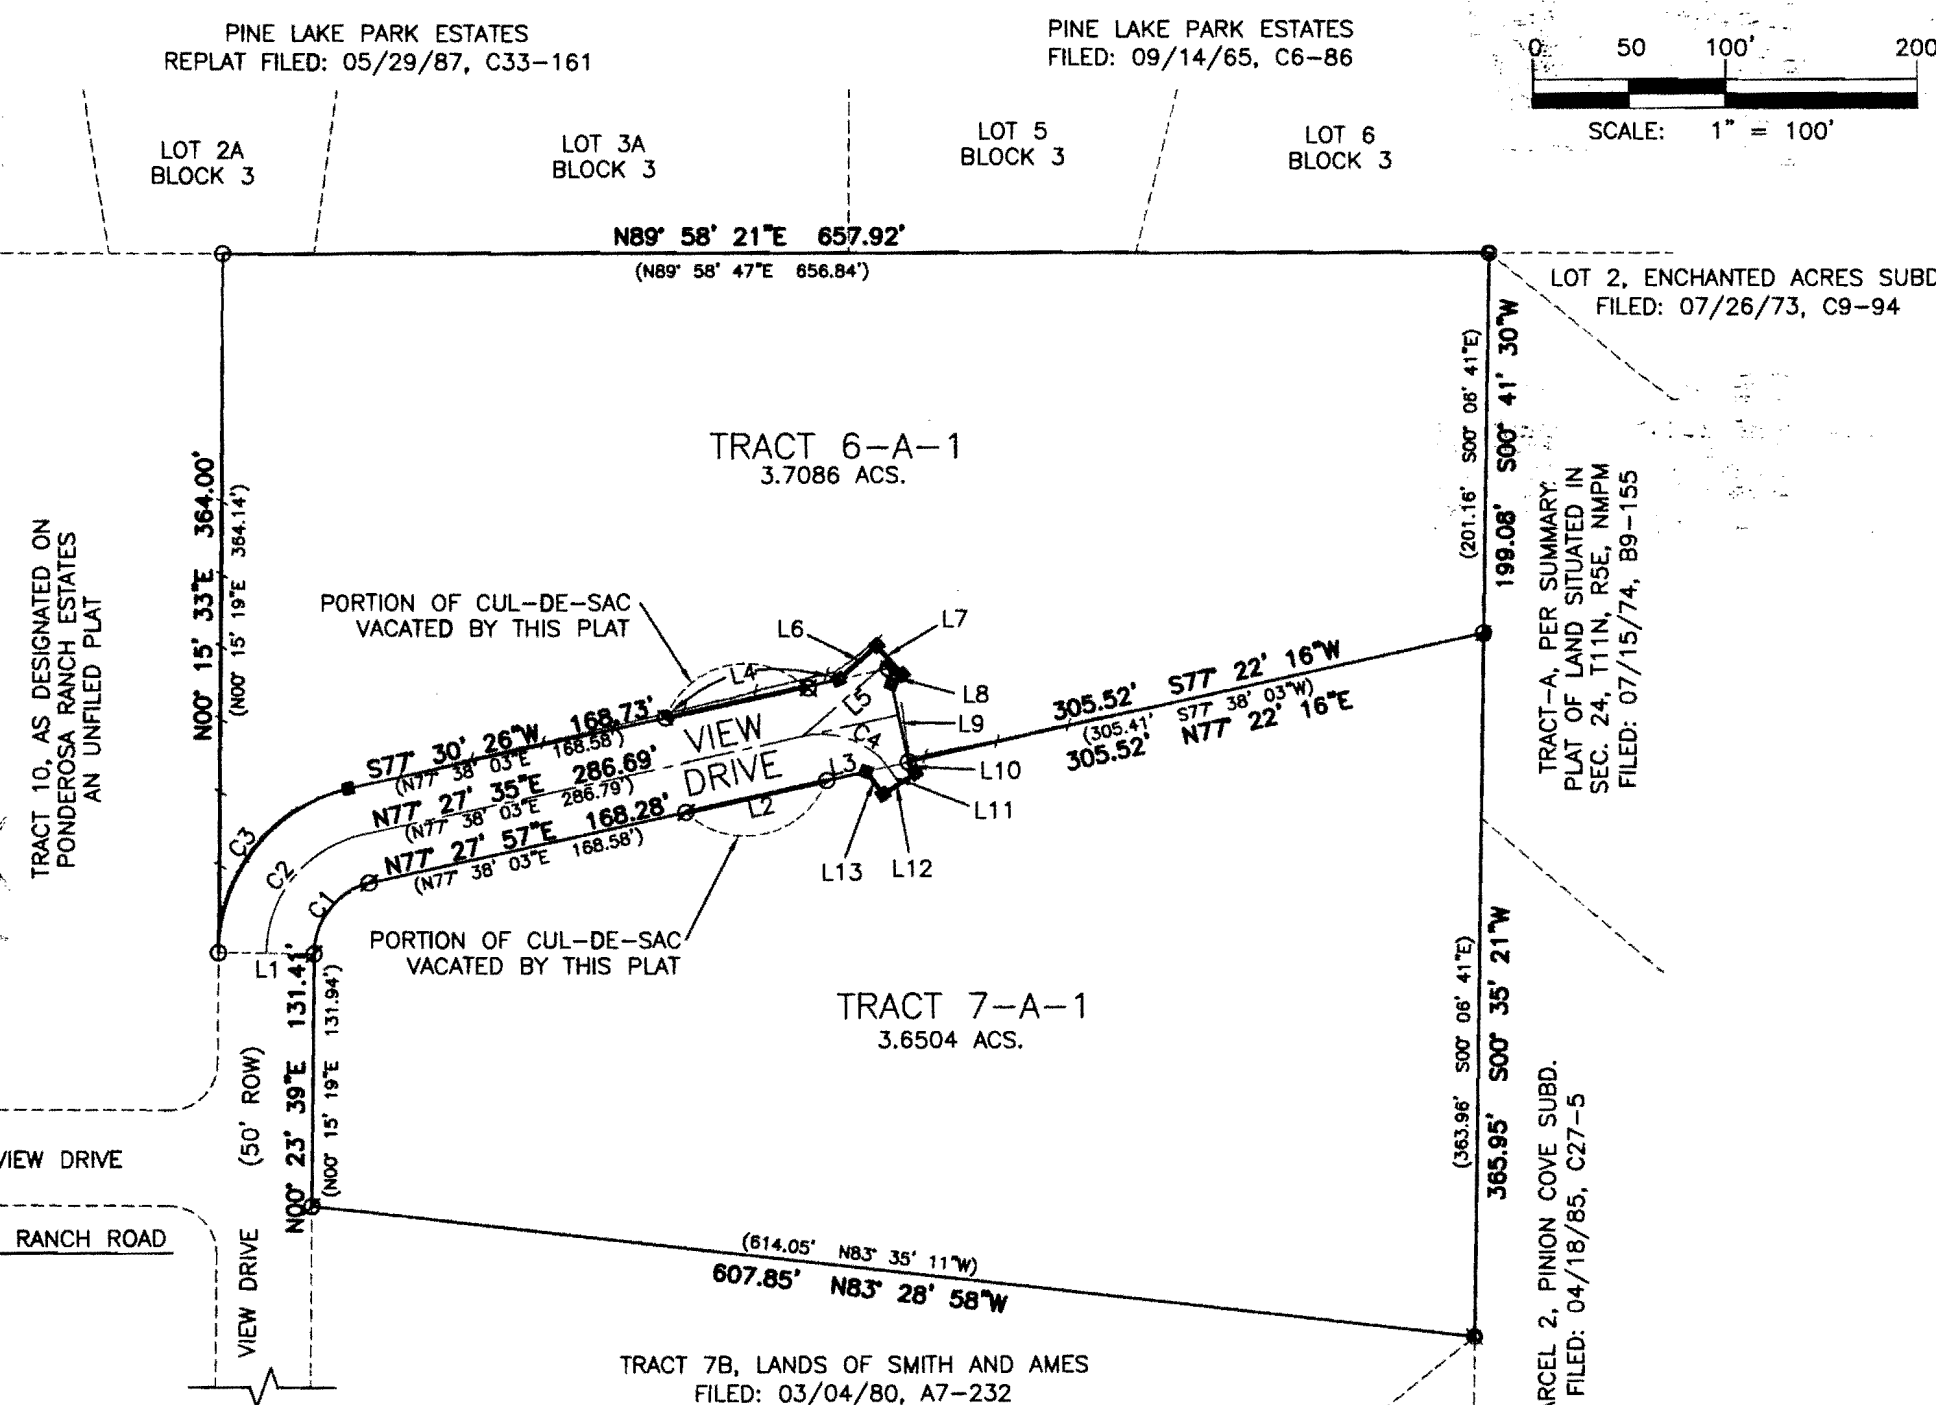 PINE LAKE PARK ESTATES
REPLAT FILED: 05/29/87, C33-161
PINE LAKE PARK ESTATES
FILED: 09/14/65, C6-86
0 50 100' 200
SCALE: 1" = 100'
LOT 2A
BLOCK 3
LOT 3A
BLOCK 3
LOT 5
BLOCK 3
LOT 6
BLOCK 3
N89° 58' 21"E 657.92'
(N89° 58' 47"E 656.84')
LOT 2, ENCHANTED ACRES SUBD
FILED: 07/26/73, C9-94
(201.16' S00° 06' 41"E)
199.08' S00° 41' 30"W
TRACT-A, PER SUMMARY
PLAT OF LAND SITUATED IN
SEC. 24, T11N, R5E, NMPM
FILED: 07/15/74, B9-155
TRACT 6-A-1
3.7086 ACS.
N00° 15' 33"E 364.00'
(N00° 15' 19"E 364.14')
TRACT 10, AS DESIGNATED ON
PONDEROSA RANCH ESTATES
AN UNFILED PLAT
PORTION OF CUL-DE-SAC
VACATED BY THIS PLAT
L6
L7
L4
L5
L8
L9
C4
L3
L10
L11
L2
L13
L12
VIEW
DRIVE
305.52' S77° 22' 16"W
(305.41' S77° 38' 03"W)
305.52' N77° 22' 16"E
S77° 30' 26"W 168.73'
(N77° 38' 03"E 168.58')
N77° 27' 35"E 286.69'
(N77° 38' 03"E 286.79')
N77° 27' 57"E 168.28'
(N77° 38' 03"E 168.58')
C3
C2
C1
L1
PORTION OF CUL-DE-SAC
VACATED BY THIS PLAT
TRACT 7-A-1
3.6504 ACS.
N00° 23' 39"E 131.41'
(N00° 15' 19"E 131.94')
VIEW DRIVE (50' ROW)
VIEW DRIVE
RANCH ROAD
(363.96' S00° 06' 41"E)
365.95' S00° 35' 21"W
(614.05' N83° 35' 11"W)
607.85' N83° 28' 58"W
TRACT 7B, LANDS OF SMITH AND AMES
FILED: 03/04/80, A7-232
ARCEL 2, PINION COVE SUBD.
FILED: 04/18/85, C27-5